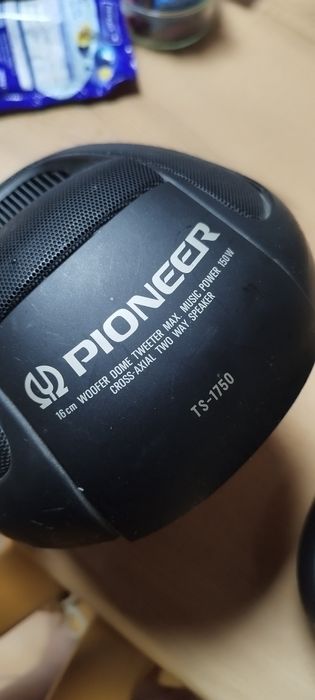 PIONEER
16cm WOOFER DOME TWEETER MAX. MUSIC POWER 150W
CROSS-AXIAL TWO WAY SPEAKER
TS-1750